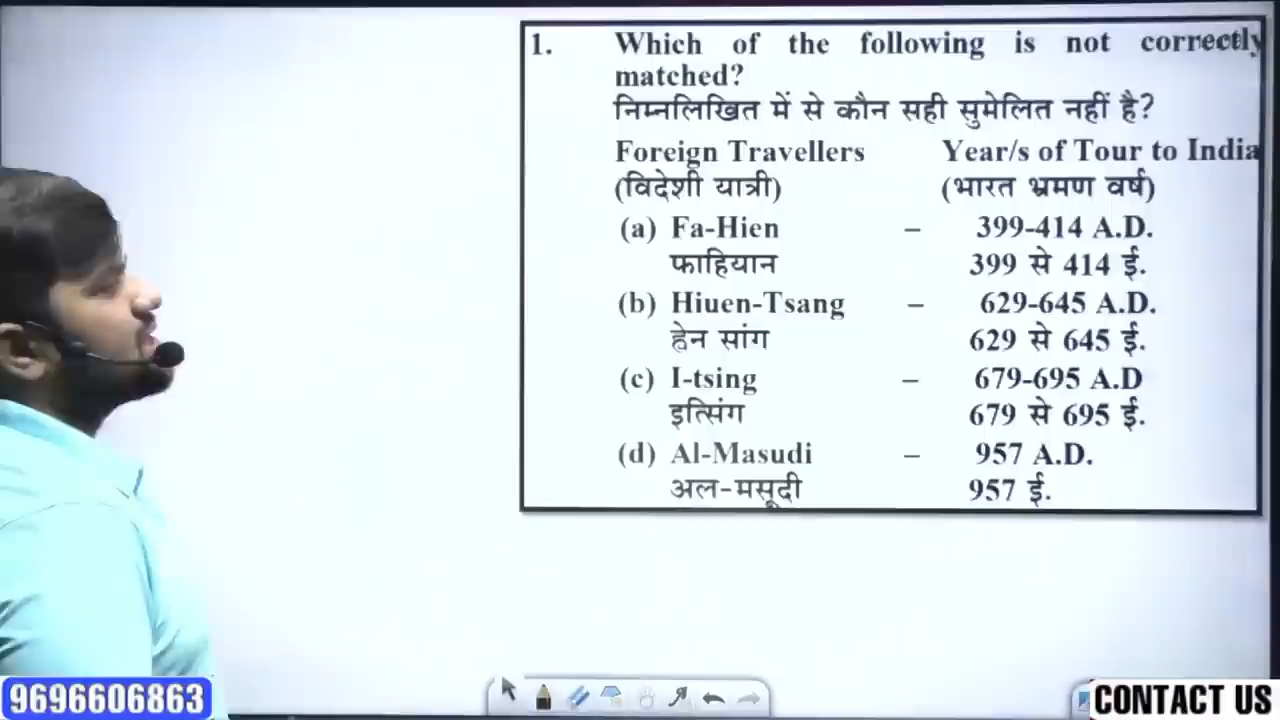 1. Which of the following is not correctly
matched?
निम्नलिखित में से कौन सही सुमेलित नहीं है?
Foreign Travellers Year/s of Tour to India
(विदेशी यात्री) (भारत भ्रमण वर्ष)
(a) Fa-Hien – 399-414 A.D.
फाहियान 399 से 414 ई.
(b) Hiuen-Tsang – 629-645 A.D.
ह्वेन सांग 629 से 645 ई.
(c) I-tsing – 679-695 A.D
इत्सिंग 679 से 695 ई.
(d) Al-Masudi – 957 A.D.
अल-मसूदी 957 ई.
9696606863 CONTACT US